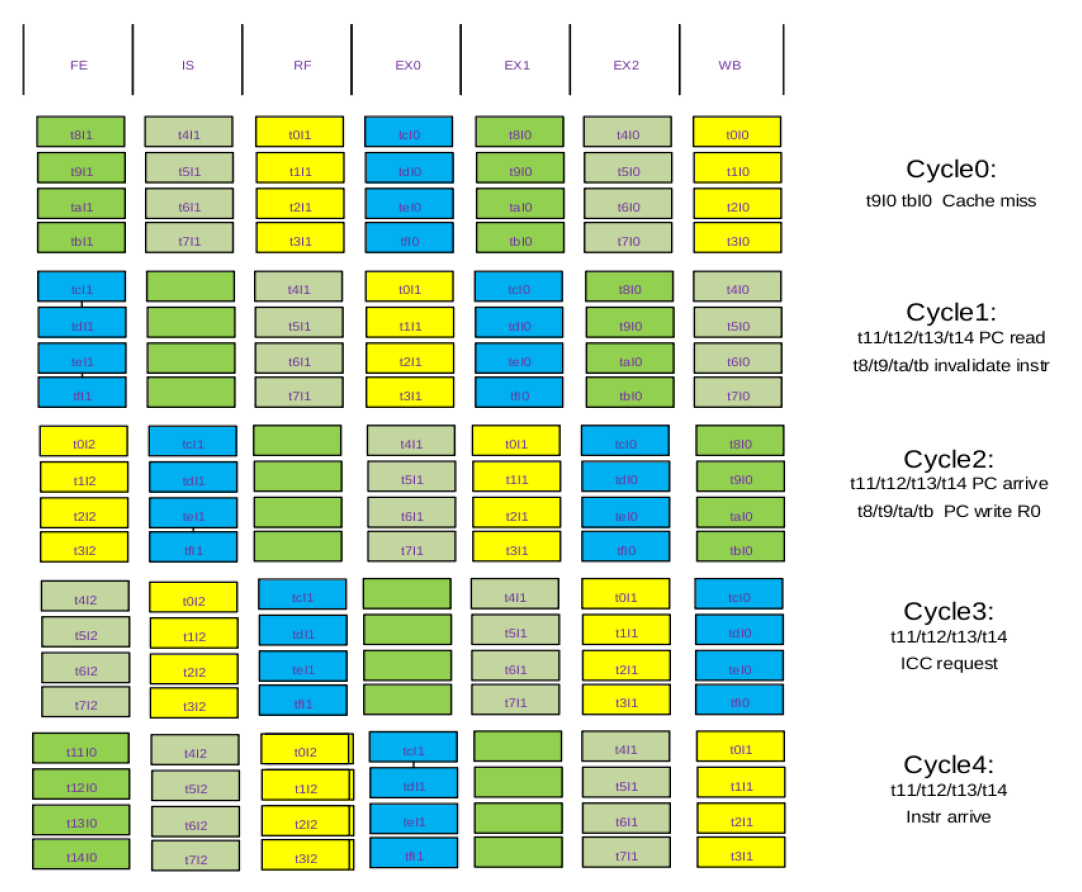 FE IS RF EX0 EX1 EX2 WB
t8I1 t4I1 t0I1 tcI0 t8I0 t4I0 t0I0
t9I1 t5I1 t1I1 tdI0 t9I0 t5I0 t1I0
taI1 t6I1 t2I1 teI0 taI0 t6I0 t2I0
tbI1 t7I1 t3I1 tfI0 tbI0 t7I0 t3I0
Cycle0:
t9I0 tbI0 Cache miss
tcI1 t4I1 t0I1 tcI0 t8I0 t4I0
tdI1 t5I1 t1I1 tdI0 t9I0 t5I0
teI1 t6I1 t2I1 teI0 taI0 t6I0
tfI1 t7I1 t3I1 tfI0 tbI0 t7I0
Cycle1:
t11/t12/t13/t14 PC read
t8/t9/ta/tb invalidate instr
t0I2 tcI1 t4I1 t0I1 tcI0 t8I0
t1I2 tdI1 t5I1 t1I1 tdI0 t9I0
t2I2 teI1 t6I1 t2I1 teI0 taI0
t3I2 tfI1 t7I1 t3I1 tfI0 tbI0
Cycle2:
t11/t12/t13/t14 PC arrive
t8/t9/ta/tb PC write R0
t4I2 t0I2 tcI1 t4I1 t0I1 tcI0
t5I2 t1I2 tdI1 t5I1 t1I1 tdI0
t6I2 t2I2 teI1 t6I1 t2I1 teI0
t7I2 t3I2 tfI1 t7I1 t3I1 tfI0
Cycle3:
t11/t12/t13/t14
ICC request
t11I0 t4I2 t0I2 tcI1 t4I1 t0I1
t12I0 t5I2 t1I2 tdI1 t5I1 t1I1
t13I0 t6I2 t2I2 teI1 t6I1 t2I1
t14I0 t7I2 t3I2 tfI1 t7I1 t3I1
Cycle4:
t11/t12/t13/t14
Instr arrive